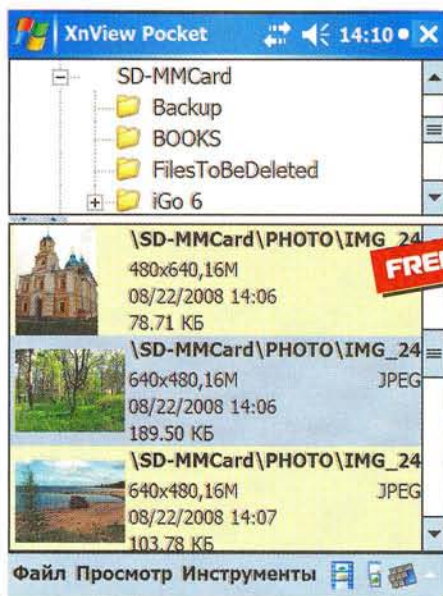 XnView Pocket 14:10
SD-MMCard
Backup
BOOKS
FilesToBeDeleted
iGo 6
\SD-MMCard\PHOTO\IMG_24
480x640,16M
08/22/2008 14:06
78.71 КБ
FREE
\SD-MMCard\PHOTO\IMG_24
640x480,16M JPEG
08/22/2008 14:06
189.50 КБ
\SD-MMCard\PHOTO\IMG_24
640x480,16M JPEG
08/22/2008 14:07
103.78 КБ
Файл Просмотр Инструменты